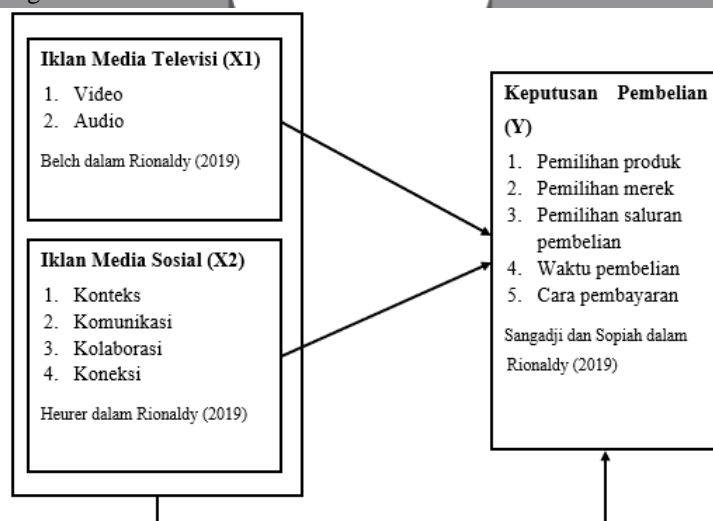 Iklan Media Televisi (X1)
1. Video
2. Audio
Belch dalam Rionaldy (2019)
Iklan Media Sosial (X2)
1. Konteks
2. Komunikasi
3. Kolaborasi
4. Koneksi
Heurer dalam Rionaldy (2019)
Keputusan Pembelian
(Y)
1. Pemilihan produk
2. Pemilihan merek
3. Pemilihan saluran
pembelian
4. Waktu pembelian
5. Cara pembayaran
Sangadji dan Sopiah dalam
Rionaldy (2019)